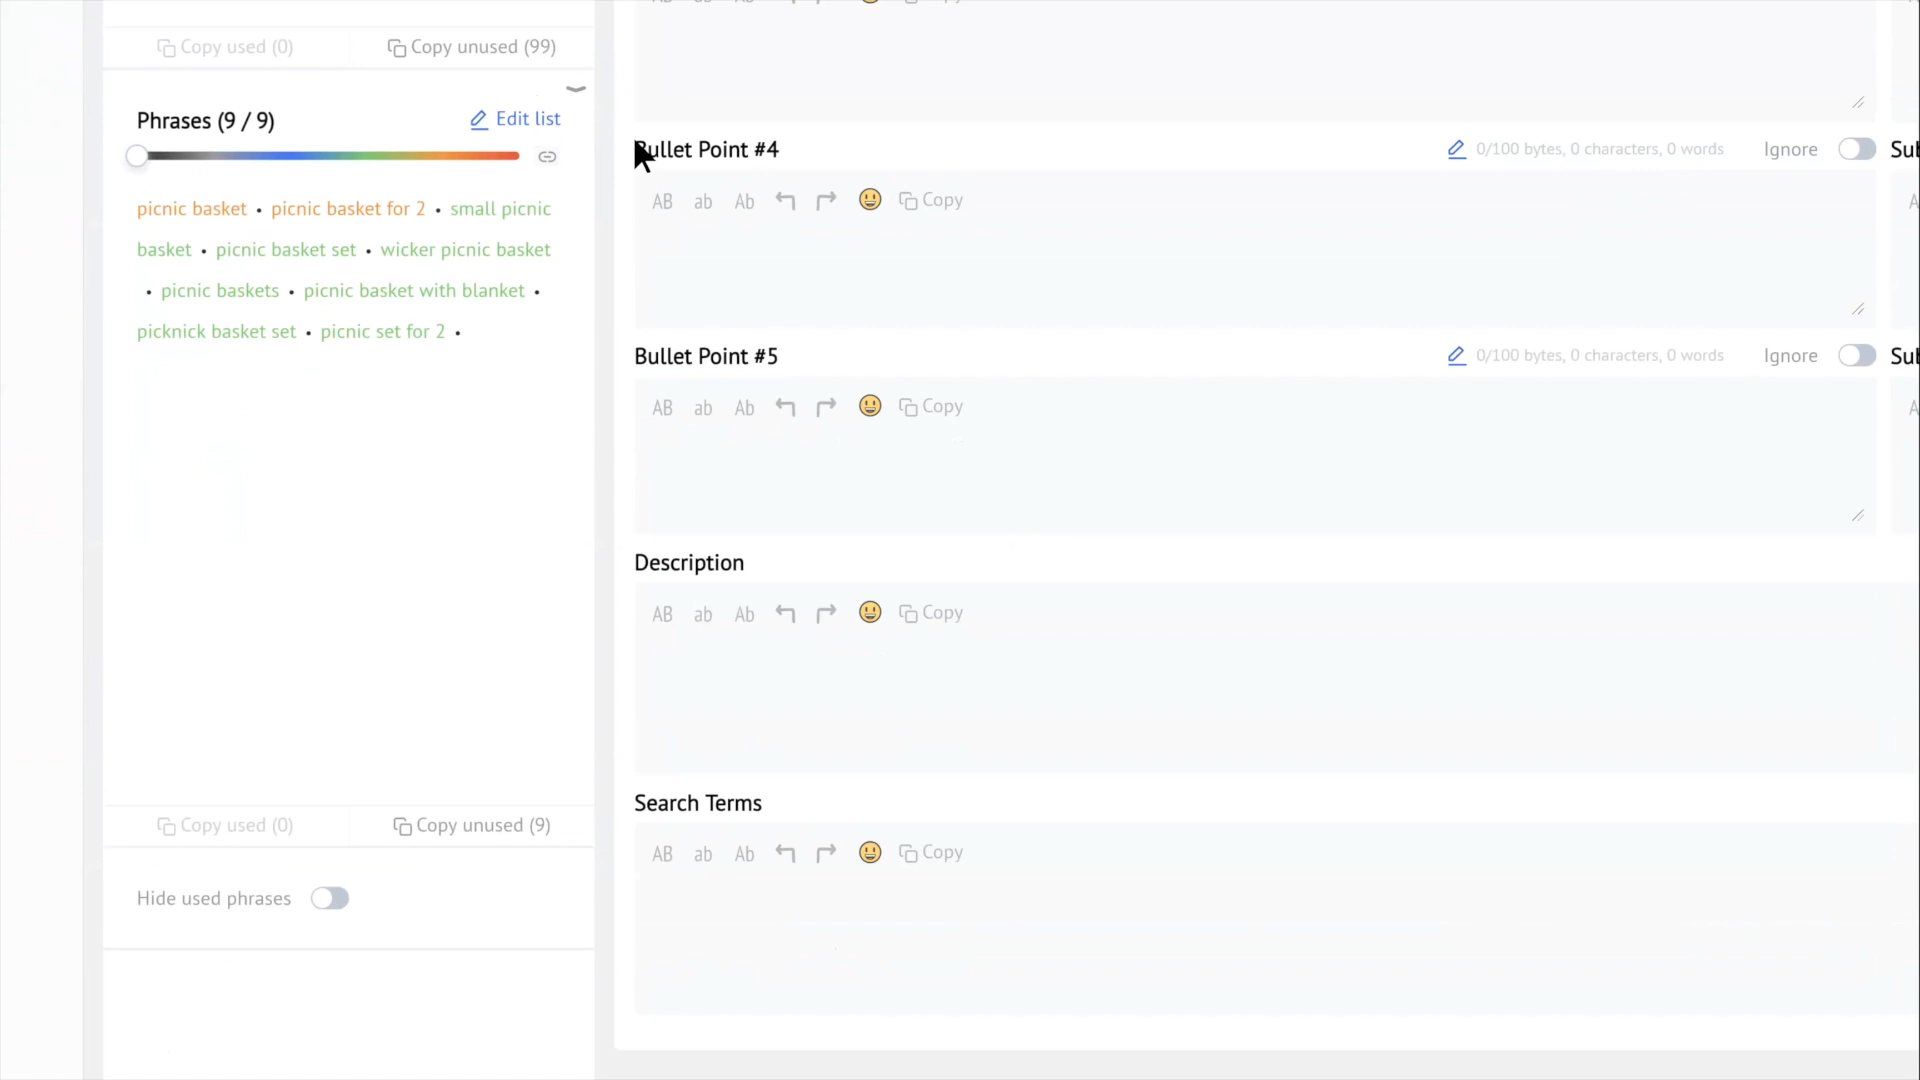 Copy used (0) Copy unused (99)
Phrases (9 / 9) Edit list
picnic basket • picnic basket for 2 • small picnic
basket • picnic basket set • wicker picnic basket
• picnic baskets • picnic basket with blanket •
picknick basket set • picnic set for 2 •
Copy used (0) Copy unused (9)
Hide used phrases
Bullet Point #4 0/100 bytes, 0 characters, 0 words Ignore
AB ab Ab Copy
Bullet Point #5 0/100 bytes, 0 characters, 0 words Ignore
AB ab Ab Copy
Description
AB ab Ab Copy
Search Terms
AB ab Ab Copy